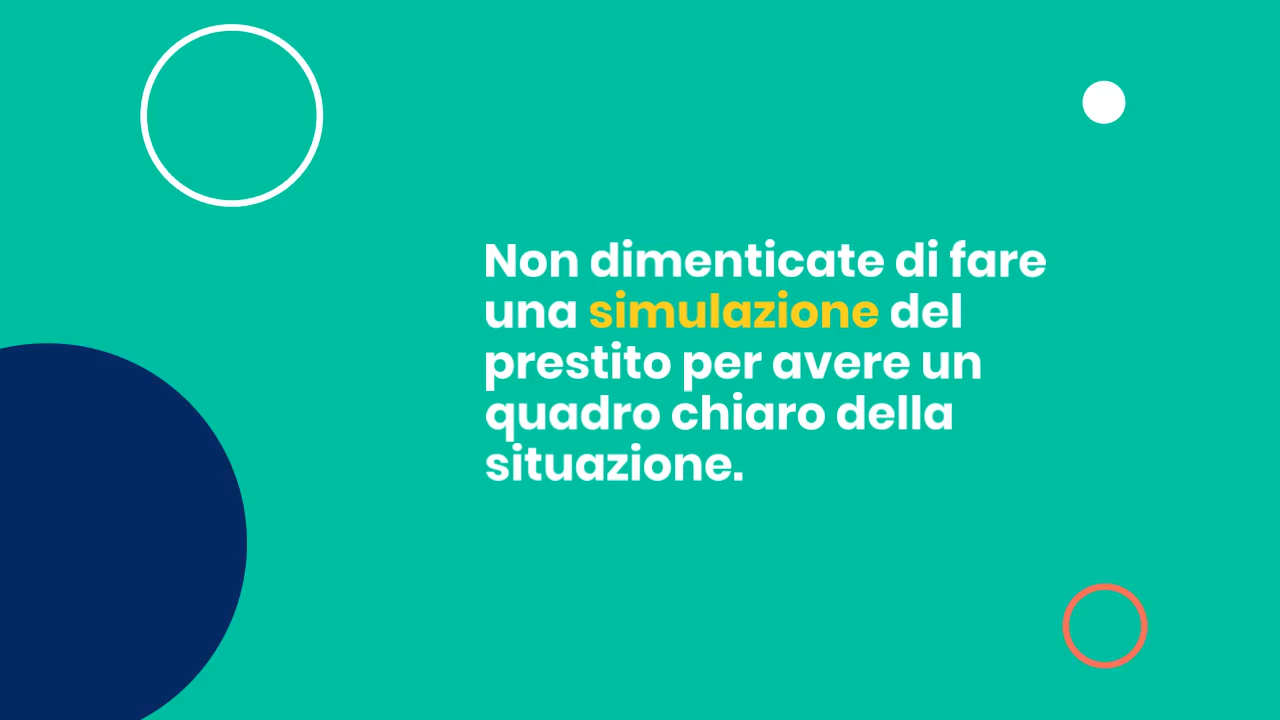 Non dimenticate di fare
una simulazione del
prestito per avere un
quadro chiaro della
situazione.